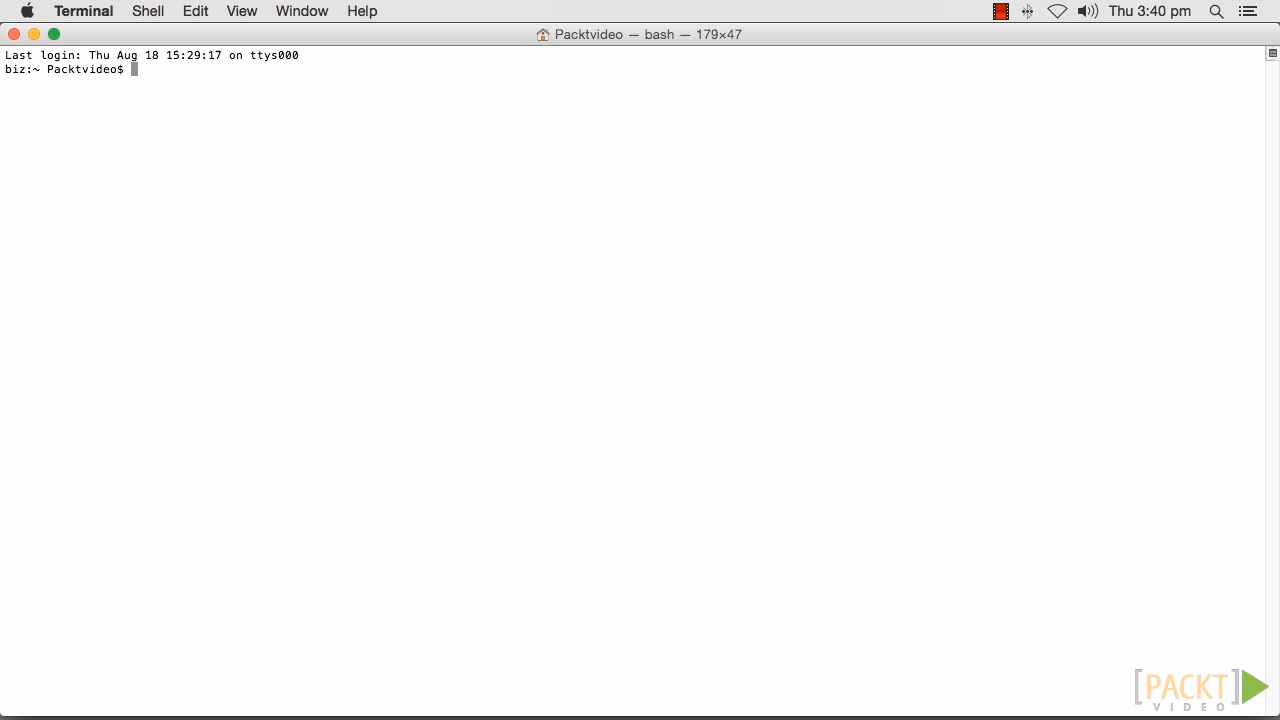 Terminal Shell Edit View Window Help Thu 3:40 pm
Packtvideo — bash — 179×47
Last login: Thu Aug 18 15:29:17 on ttys000
biz:~ Packtvideo$
[PACKT]
VIDEO